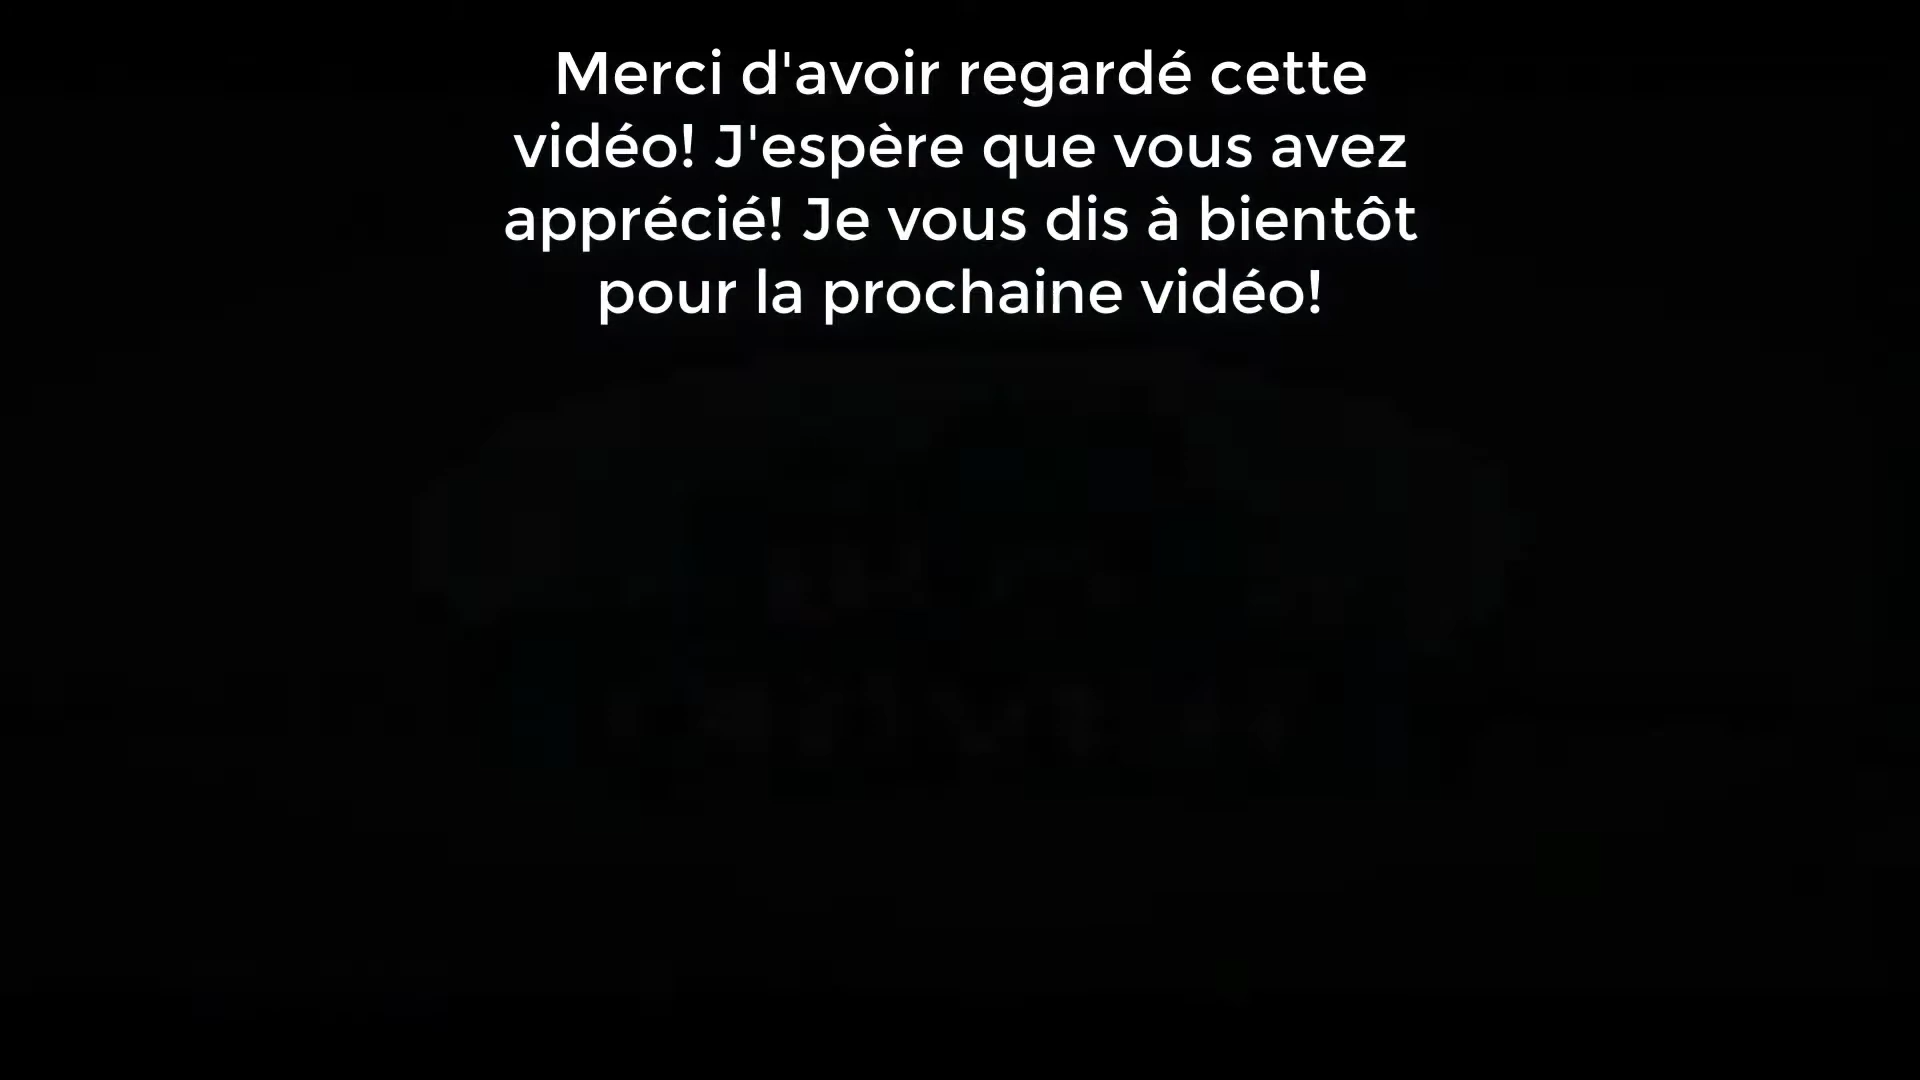 Merci d'avoir regardé cette
vidéo! J'espère que vous avez
apprécié! Je vous dis à bientôt
pour la prochaine vidéo!